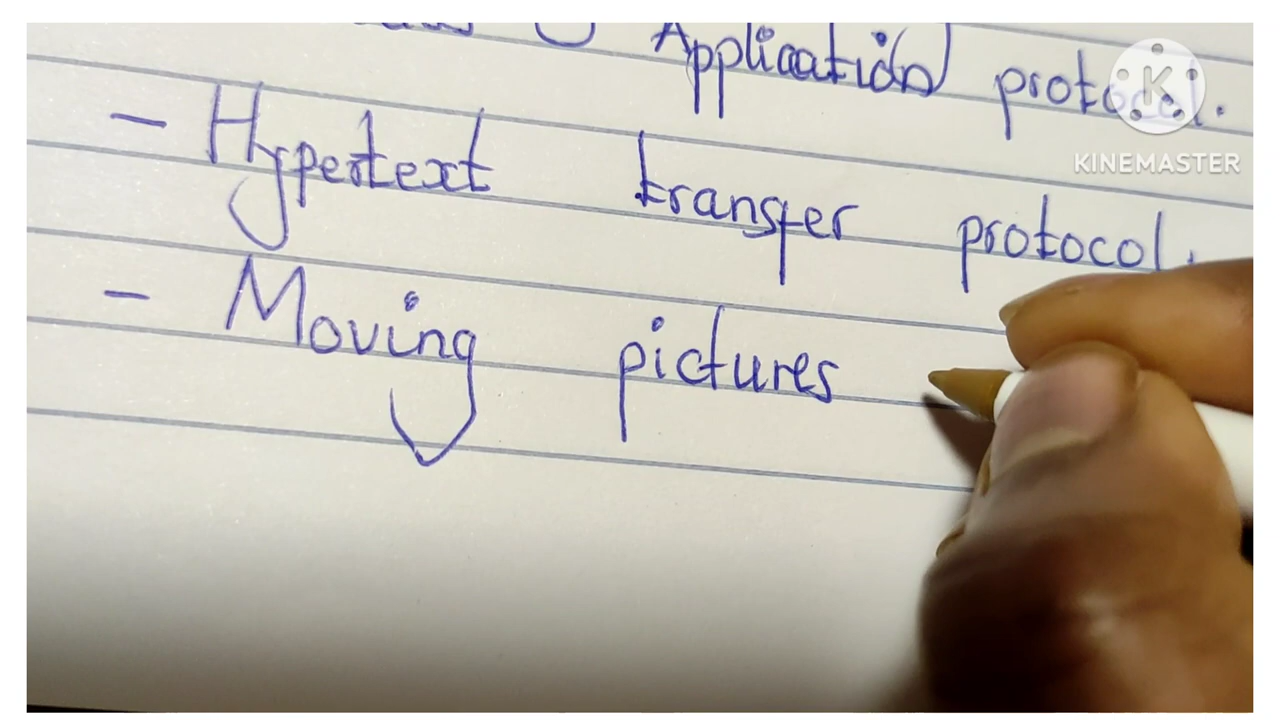 Application protocol.
- Hypertext transfer protocol.
- Moving pictures
KINEMASTER